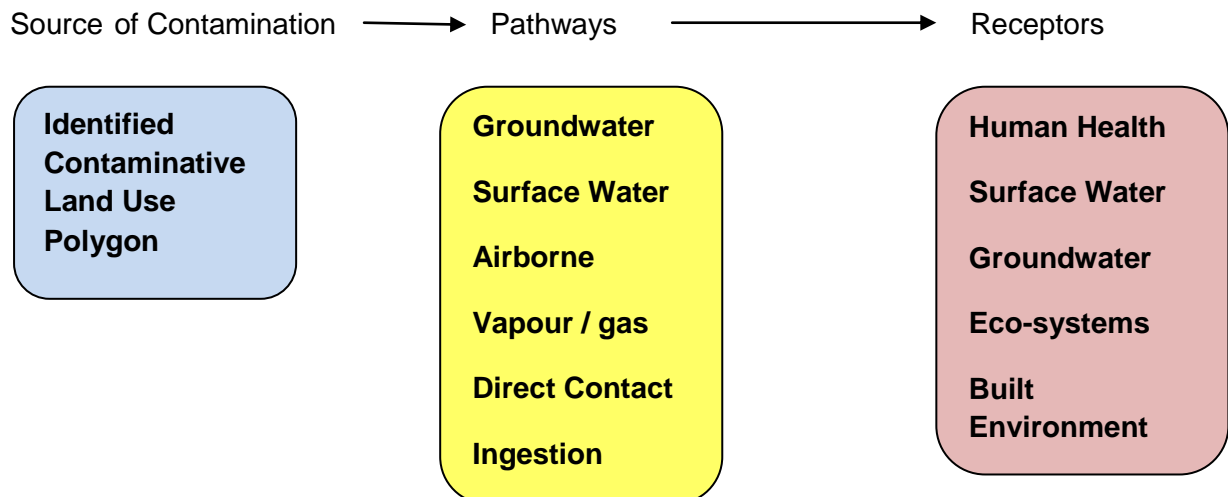 Source of Contamination
Pathways
Receptors
Identified
Contaminative
Land Use
Polygon
Groundwater
Surface Water
Airborne
Vapour / gas
Direct Contact
Ingestion
Human Health
Surface Water
Groundwater
Eco-systems
Built
Environment